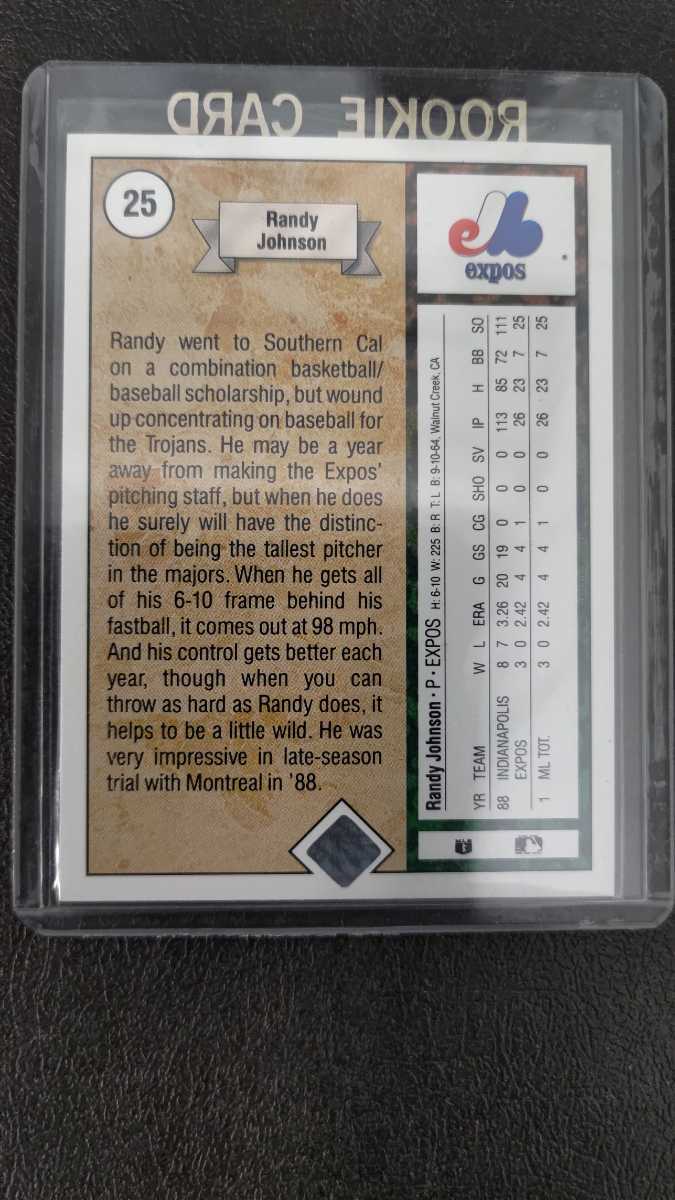 ROOKIE CARD
25
Randy
Johnson
expos
Randy went to Southern Cal
on a combination basketball/
baseball scholarship, but wound
up concentrating on baseball for
the Trojans. He may be a year
away from making the Expos'
pitching staff, but when he does
he surely will have the distinc-
tion of being the tallest pitcher
in the majors. When he gets all
of his 6-10 frame behind his
fastball, it comes out at 98 mph.
And his control gets better each
year, though when you can
throw as hard as Randy does, it
helps to be a little wild. He was
very impressive in late-season
trial with Montreal in '88.
Randy Johnson • P • EXPOS H: 6-10 W: 225 B: R T: L B: 9-10-64, Walnut Creek, CA
YR TEAM W L ERA G GS CG SHO SV IP H BB SO
88 INDIANAPOLIS 8 7 3.26 20 19 0 0 0 113 85 72 111
EXPOS 3 0 2.42 4 4 1 0 0 26 23 7 25
1 ML TOT. 3 0 2.42 4 4 1 0 0 26 23 7 25